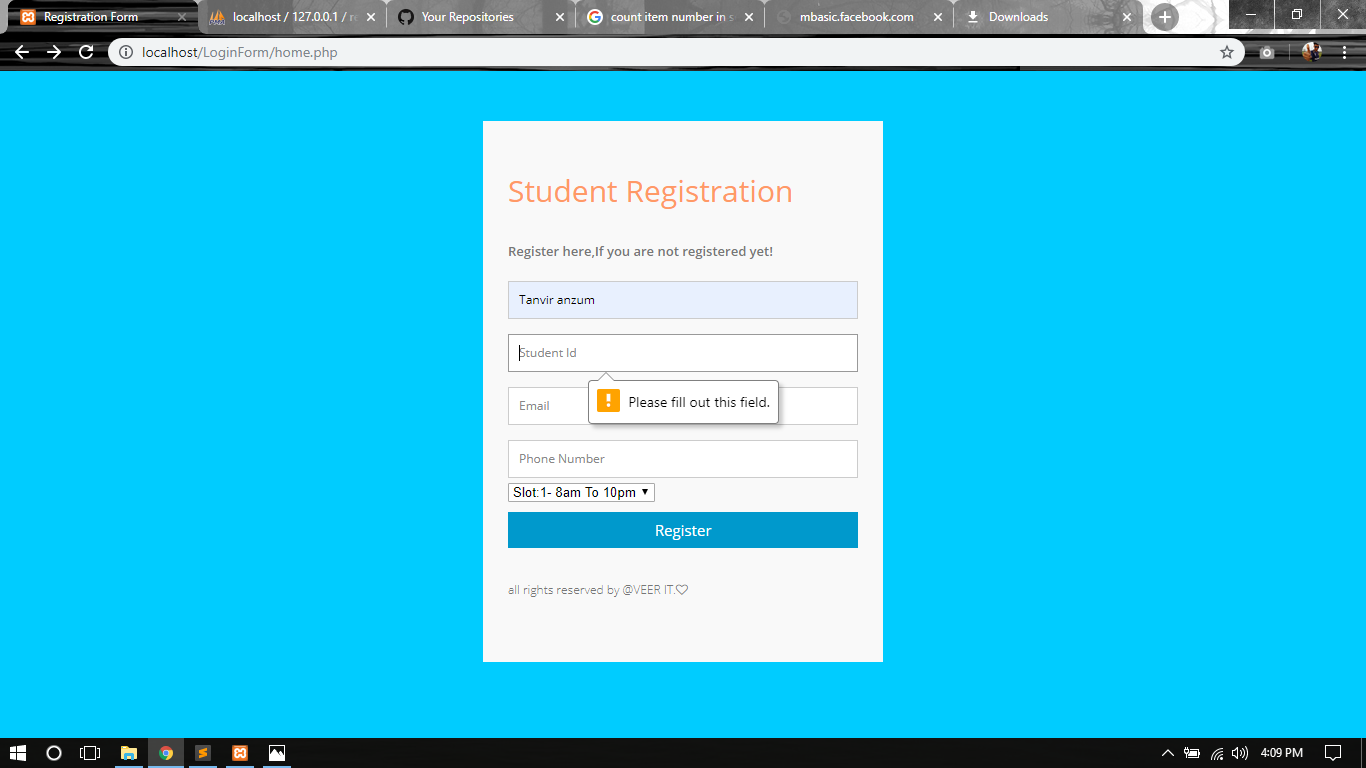 Registration Form
localhost / 127.0.0.1 / re
Your Repositories
count item number in s
mbasic.facebook.com
Downloads
localhost/LoginForm/home.php
Student Registration
Register here,If you are not registered yet!
Tanvir anzum
Student Id
Please fill out this field.
Email
Phone Number
Slot:1- 8am To 10pm
Register
all rights reserved by @VEER IT.♡
4:09 PM